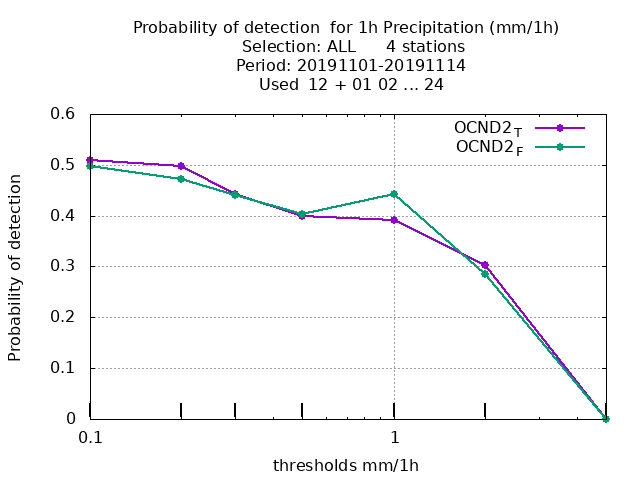 Probability of detection  for 1h Precipitation (mm/1h)
Selection: ALL      4 stations
Period: 20191101-20191114
Used  12 + 01 02 ... 24
OCND2T
OCND2F
0.6
0.5
0.4
0.3
0.2
0.1
0
Probability of detection
0.1 1
thresholds mm/1h